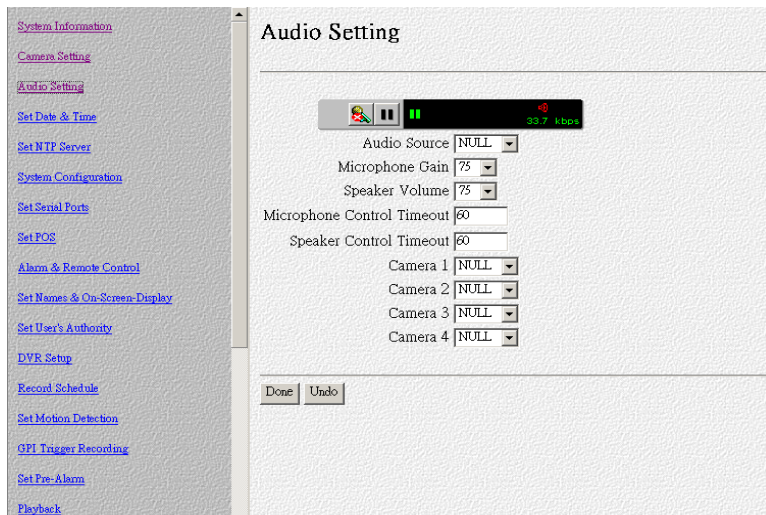 System Information
Camera Setting
Audio Setting
Set Date & Time
Set NTP Server
System Configuration
Set Serial Ports
Set POS
Alarm & Remote Control
Set Names & On-Screen-Display
Set User's Authority
DVR Setup
Record Schedule
Set Motion Detection
GPI Trigger Recording
Set Pre-Alarm
Playback
Audio Setting
33.7 kbps
Audio Source NULL
Microphone Gain 75
Speaker Volume 75
Microphone Control Timeout 60
Speaker Control Timeout 60
Camera 1 NULL
Camera 2 NULL
Camera 3 NULL
Camera 4 NULL
Done Undo